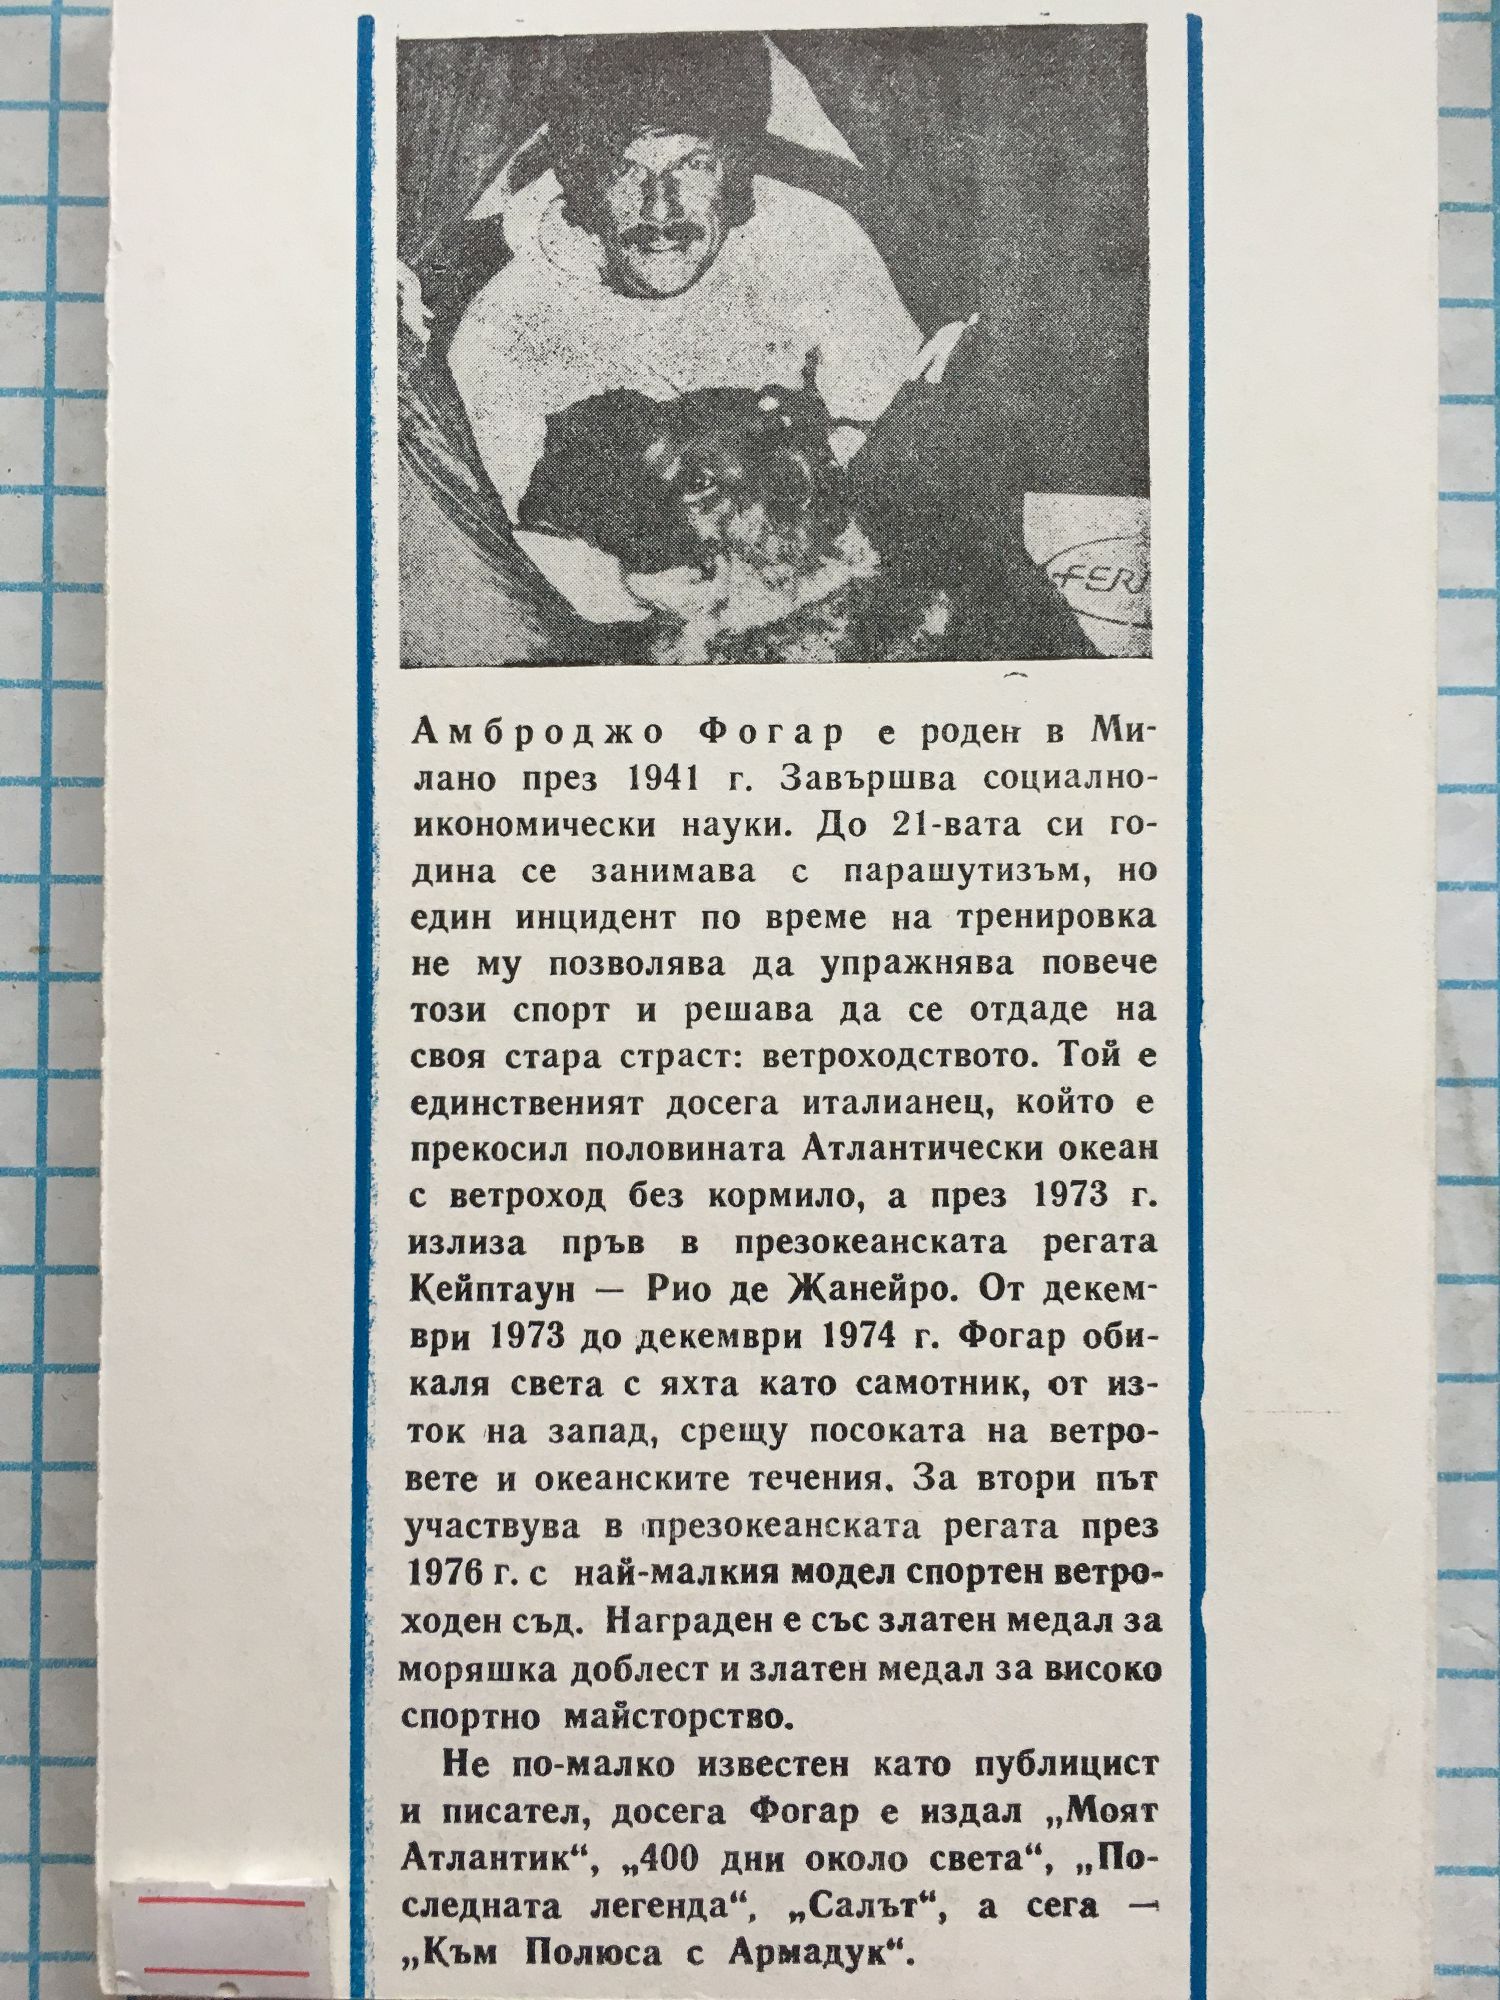 FER
Амброджо Фогар е роден в Ми-
лано през 1941 г. Завършва социално-
икономически науки. До 21-вата си го-
дина се занимава с парашутизъм, но
един инцидент по време на тренировка
не му позволява да упражнява повече
този спорт и решава да се отдаде на
своя стара страст: ветроходството. Той е
единственият досега италианец, който е
прекосил половината Атлантически океан
с ветроход без кормило, а през 1973 г.
излиза пръв в презокеанската регата
Кейптаун — Рио де Жанейро. От декем-
ври 1973 до декември 1974 г. Фогар оби-
каля света с яхта като самотник, от из-
ток на запад, срещу посоката на ветро-
вете и океанските течения. За втори път
участвува в презокеанската регата през
1976 г. с най-малкия модел спортен ветро-
ходен съд. Награден е със златен медал за
моряшка доблест и златен медал за високо
спортно майсторство.
Не по-малко известен като публицист
и писател, досега Фогар е издал „Моят
Атлантик“, „400 дни около света“, „По-
следната легенда“, „Салът“, а сега —
„Към Полюса с Армадук“.